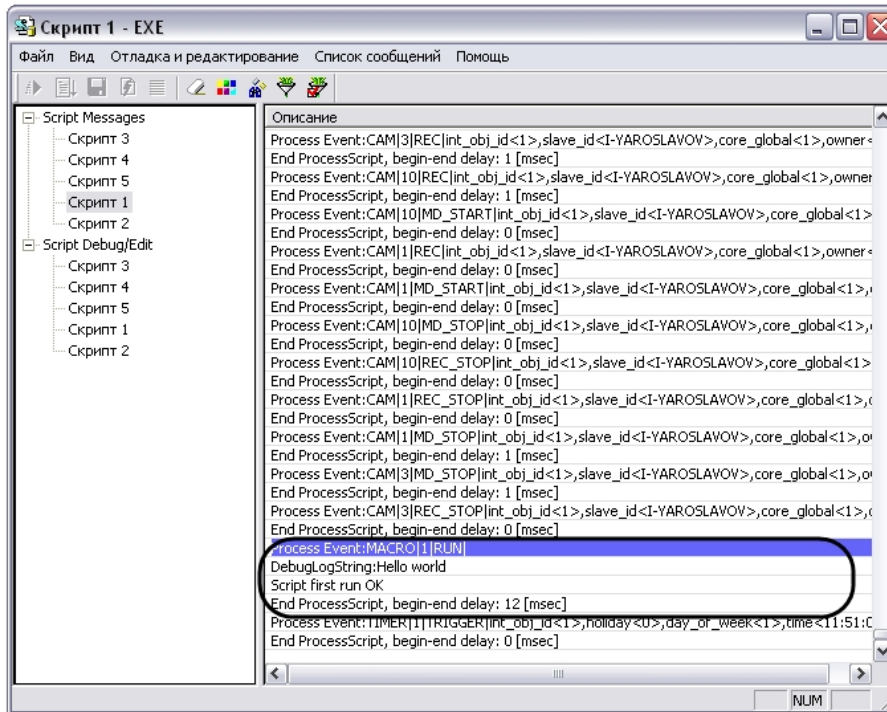 Скрипт 1 - EXE
Файл Вид Отладка и редактирование Список сообщений Помощь
Script Messages
Скрипт 3
Скрипт 4
Скрипт 5
Скрипт 1
Скрипт 2
Script Debug/Edit
Скрипт 3
Скрипт 4
Скрипт 5
Скрипт 1
Скрипт 2
Описание
Process Event:CAM|3|REC|int_obj_id<1>,slave_id<I-YAROSLAVOV>,core_global<1>,owner<
End ProcessScript, begin-end delay: 1 [msec]
Process Event:CAM|10|REC|int_obj_id<1>,slave_id<I-YAROSLAVOV>,core_global<1>,owner
End ProcessScript, begin-end delay: 1 [msec]
Process Event:CAM|10|MD_START|int_obj_id<1>,slave_id<I-YAROSLAVOV>,core_global<1>
End ProcessScript, begin-end delay: 0 [msec]
Process Event:CAM|1|REC|int_obj_id<1>,slave_id<I-YAROSLAVOV>,core_global<1>,owner<
End ProcessScript, begin-end delay: 0 [msec]
Process Event:CAM|1|MD_START|int_obj_id<1>,slave_id<I-YAROSLAVOV>,core_global<1>,
End ProcessScript, begin-end delay: 0 [msec]
Process Event:CAM|10|MD_STOP|int_obj_id<1>,slave_id<I-YAROSLAVOV>,core_global<1>,
End ProcessScript, begin-end delay: 0 [msec]
Process Event:CAM|10|REC_STOP|int_obj_id<1>,slave_id<I-YAROSLAVOV>,core_global<1>
End ProcessScript, begin-end delay: 0 [msec]
Process Event:CAM|1|REC_STOP|int_obj_id<1>,slave_id<I-YAROSLAVOV>,core_global<1>,
End ProcessScript, begin-end delay: 0 [msec]
Process Event:CAM|1|MD_STOP|int_obj_id<1>,slave_id<I-YAROSLAVOV>,core_global<1>,o
End ProcessScript, begin-end delay: 1 [msec]
Process Event:CAM|3|MD_STOP|int_obj_id<1>,slave_id<I-YAROSLAVOV>,core_global<1>,o
End ProcessScript, begin-end delay: 1 [msec]
Process Event:CAM|3|REC_STOP|int_obj_id<1>,slave_id<I-YAROSLAVOV>,core_global<1>,
End ProcessScript, begin-end delay: 0 [msec]
Process Event:MACRO|1|RUN|
DebugLogString:Hello world
Script first run OK
End ProcessScript, begin-end delay: 12 [msec]
Process Event:TIMER|1|TRIGGER|int_obj_id<1>,holiday<0>,day_of_week<1>,time<11:51:0
End ProcessScript, begin-end delay: 0 [msec]
NUM